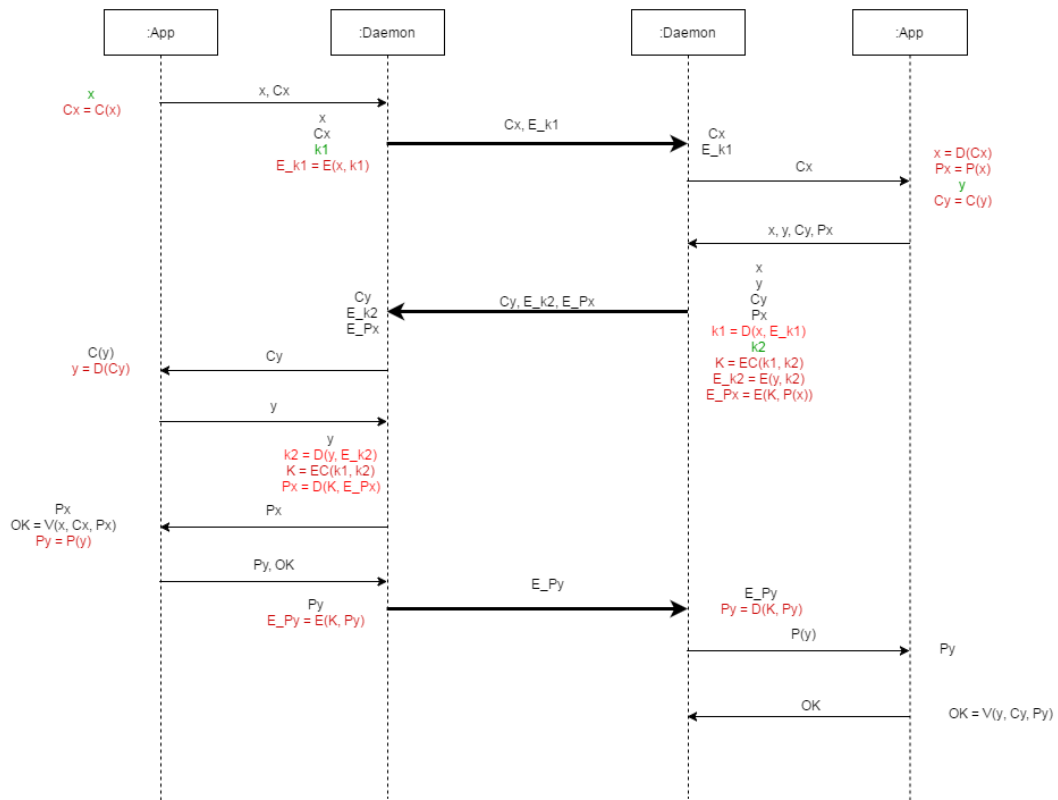 :App
:Daemon
:Daemon
:App
x
Cx = C(x)
x, Cx
x
Cx
k1
E_k1 = E(x, k1)
Cx, E_k1
Cx
E_k1
Cx
x = D(Cx)
Px = P(x)
y
Cy = C(y)
x, y, Cy, Px
x
y
Cy
Px
k1 = D(x, E_k1)
k2
K = EC(k1, k2)
E_k2 = E(y, k2)
E_Px = E(K, P(x))
Cy, E_k2, E_Px
Cy
E_k2
E_Px
Cy
C(y)
y = D(Cy)
y
y
k2 = D(y, E_k2)
K = EC(k1, k2)
Px = D(K, E_Px)
Px
Px
OK = V(x, Cx, Px)
Py = P(y)
Py, OK
Py
E_Py = E(K, Py)
E_Py
E_Py
Py = D(K, Py)
P(y)
Py
OK
OK = V(y, Cy, Py)